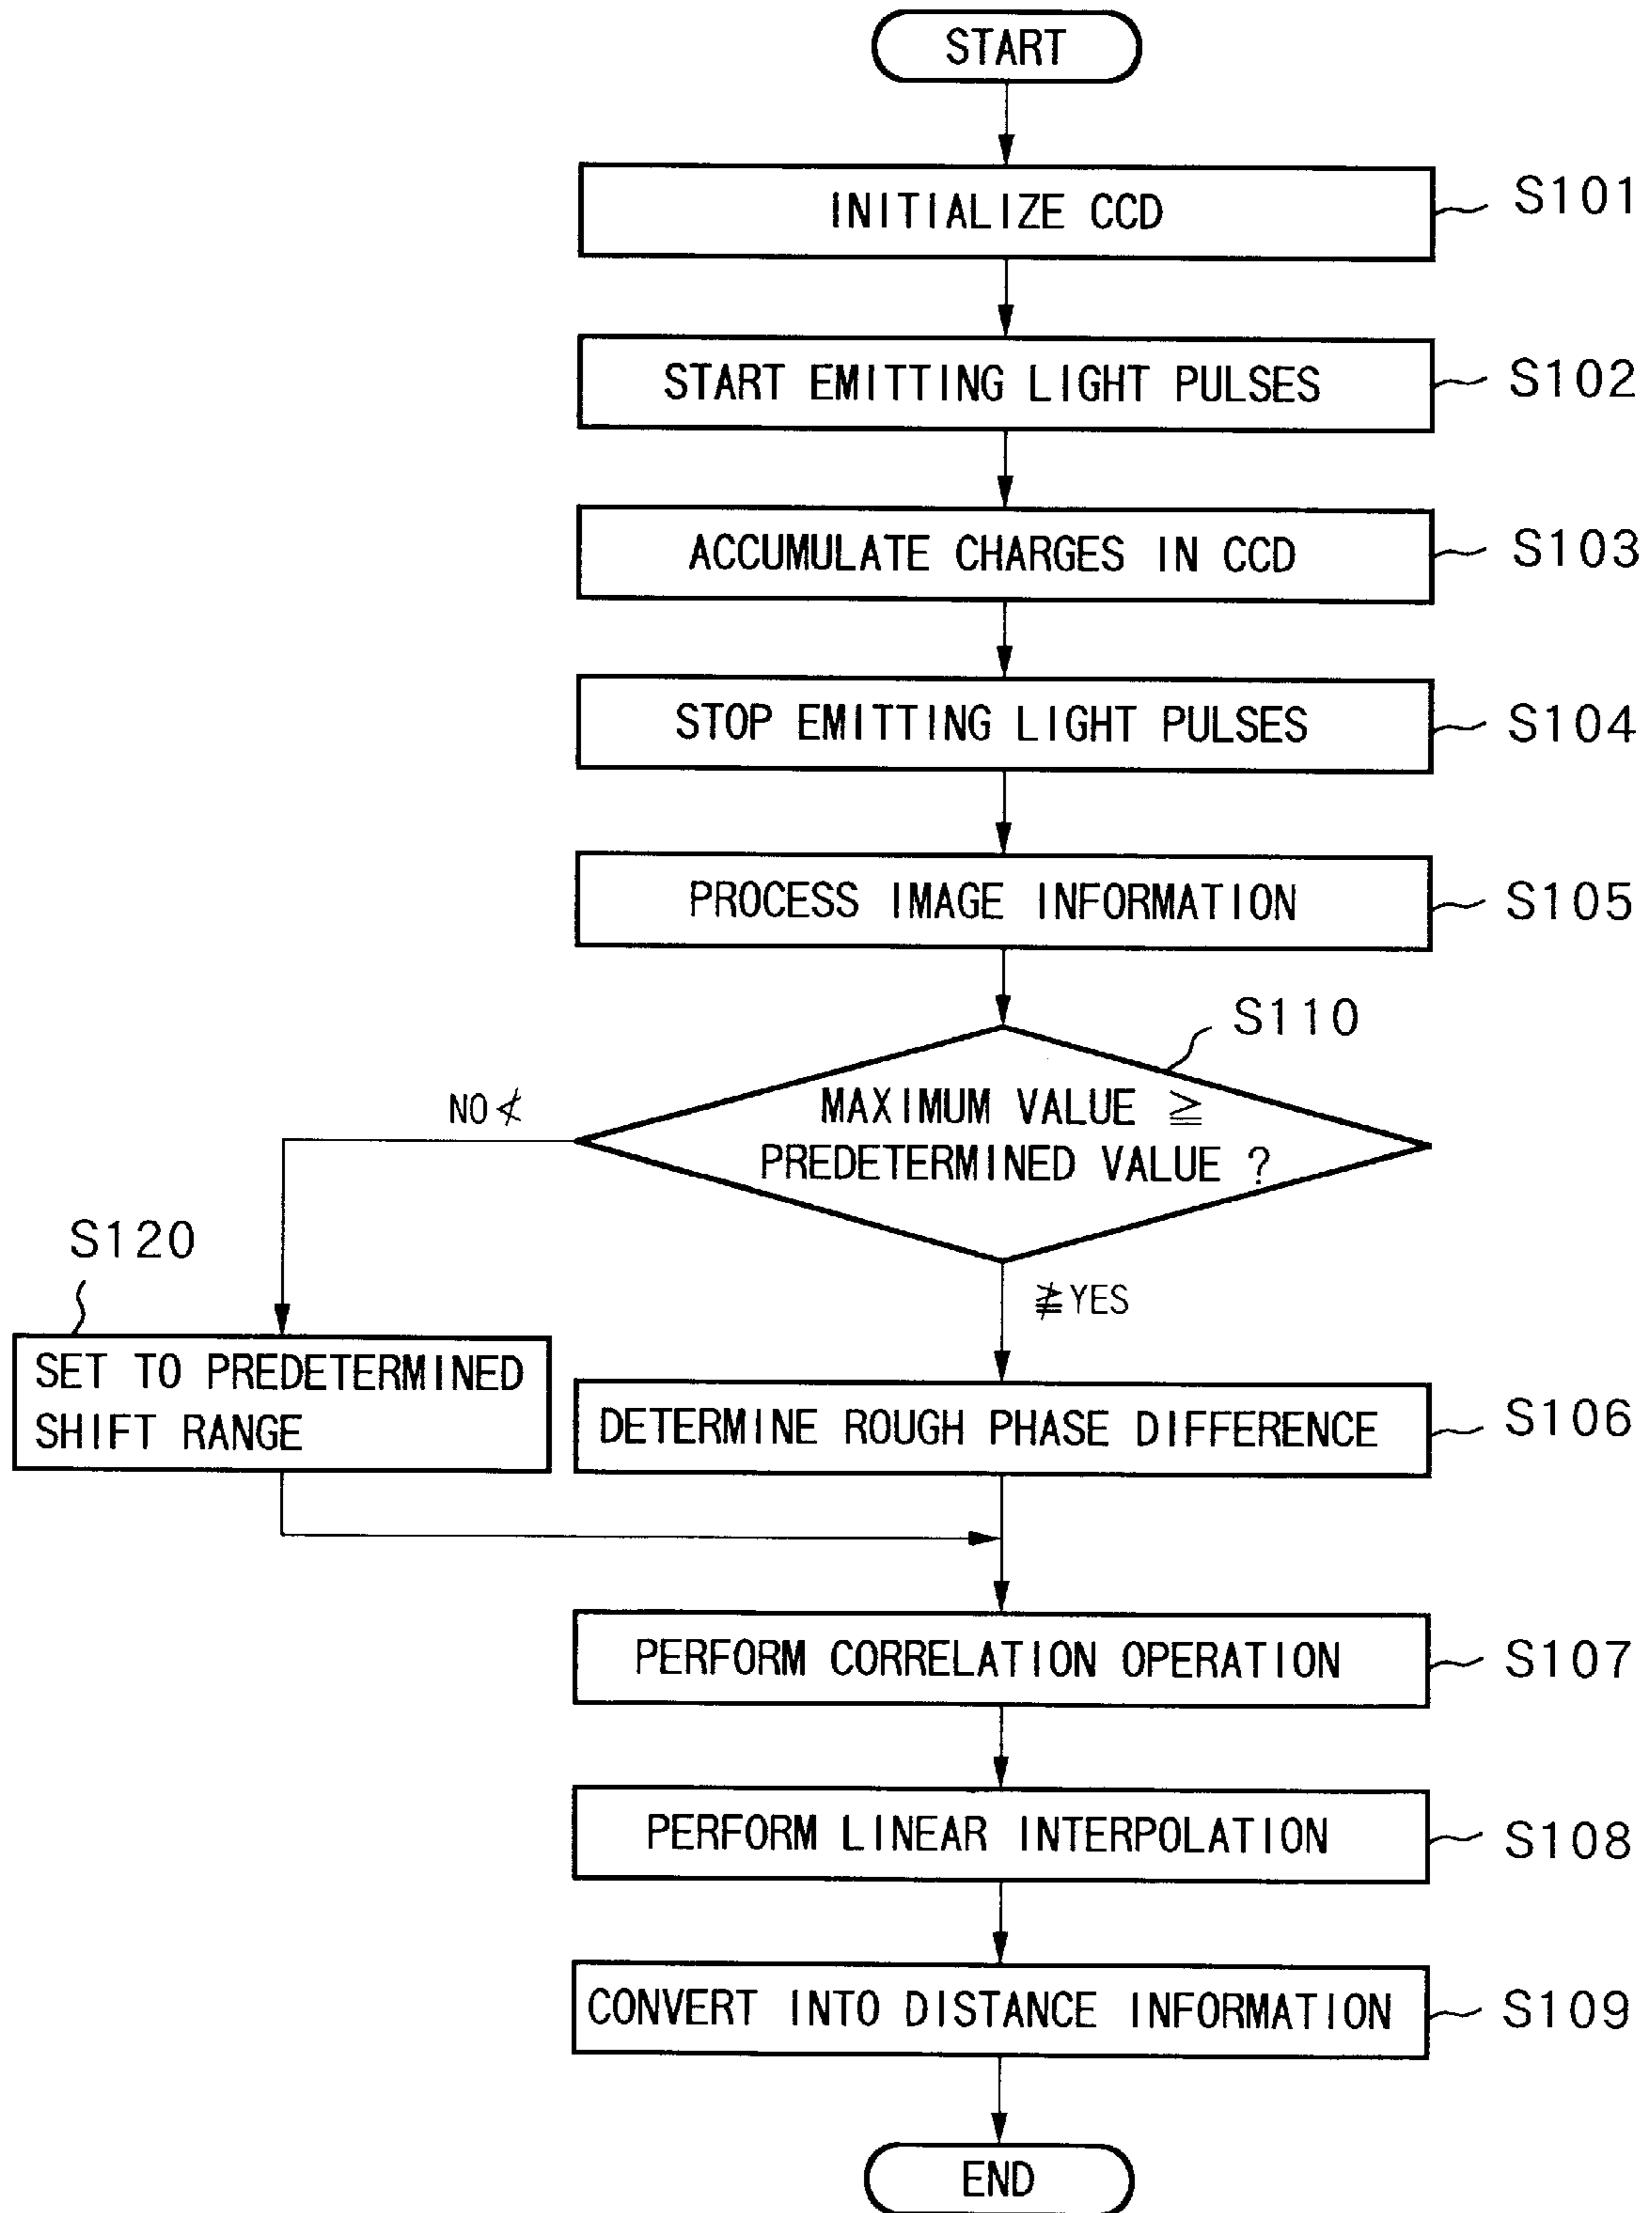 START
INITIALIZE CCD
S101
START EMITTING LIGHT PULSES
S102
ACCUMULATE CHARGES IN CCD
S103
STOP EMITTING LIGHT PULSES
S104
PROCESS IMAGE INFORMATION
S105
S110
MAXIMUM VALUE ≧
PREDETERMINED VALUE ?
NO ≮
≧̸ YES
S120
SET TO PREDETERMINED
SHIFT RANGE
DETERMINE ROUGH PHASE DIFFERENCE
S106
PERFORM CORRELATION OPERATION
S107
PERFORM LINEAR INTERPOLATION
S108
CONVERT INTO DISTANCE INFORMATION
S109
END